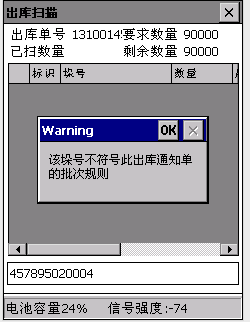 出库扫描
出库单号 1310014 要求数量 90000
已扫数量 剩余数量 90000
标识 垛号 数量
Warning OK
该垛号不符号此出库通知单
的批次规则
457895020004
电池容量24% 信号强度:-74